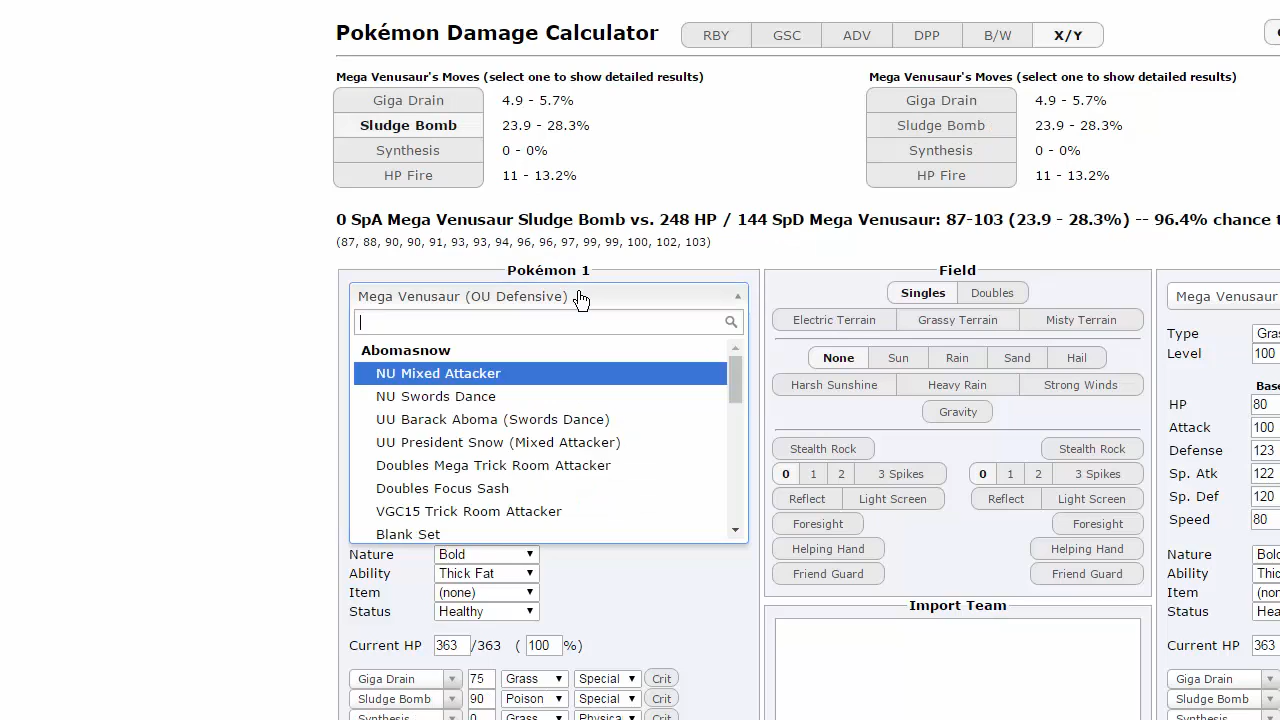 Pokémon Damage Calculator RBY GSC ADV DPP B/W X/Y
Mega Venusaur's Moves (select one to show detailed results) Mega Venusaur's Moves (select one to show detailed results)
Giga Drain 4.9 - 5.7% Giga Drain 4.9 - 5.7%
Sludge Bomb 23.9 - 28.3% Sludge Bomb 23.9 - 28.3%
Synthesis 0 - 0% Synthesis 0 - 0%
HP Fire 11 - 13.2% HP Fire 11 - 13.2%
0 SpA Mega Venusaur Sludge Bomb vs. 248 HP / 144 SpD Mega Venusaur: 87-103 (23.9 - 28.3%) -- 96.4% chance
(87, 88, 90, 90, 91, 93, 93, 94, 96, 96, 97, 99, 99, 100, 102, 103)
Pokémon 1
Mega Venusaur (OU Defensive)
Abomasnow
NU Mixed Attacker
NU Swords Dance
UU Barack Aboma (Swords Dance)
UU President Snow (Mixed Attacker)
Doubles Mega Trick Room Attacker
Doubles Focus Sash
VGC15 Trick Room Attacker
Blank Set
Nature Bold
Ability Thick Fat
Item (none)
Status Healthy
Current HP 363 /363 ( 100 %)
Giga Drain 75 Grass Special Crit
Sludge Bomb 90 Poison Special Crit
Synthesis 0 Grass Physica Crit
Field
Singles Doubles
Electric Terrain Grassy Terrain Misty Terrain
None Sun Rain Sand Hail
Harsh Sunshine Heavy Rain Strong Winds
Gravity
Stealth Rock Stealth Rock
0 1 2 3 Spikes 0 1 2 3 Spikes
Reflect Light Screen Reflect Light Screen
Foresight Foresight
Helping Hand Helping Hand
Friend Guard Friend Guard
Import Team
Mega Venusaur
Type Gras
Level 100
Base
HP 80
Attack 100
Defense 123
Sp. Atk 122
Sp. Def 120
Speed 80
Nature Bold
Ability Thic
Item (non
Status Hea
Current HP 363
Giga Drain
Sludge Bomb
Synthesis